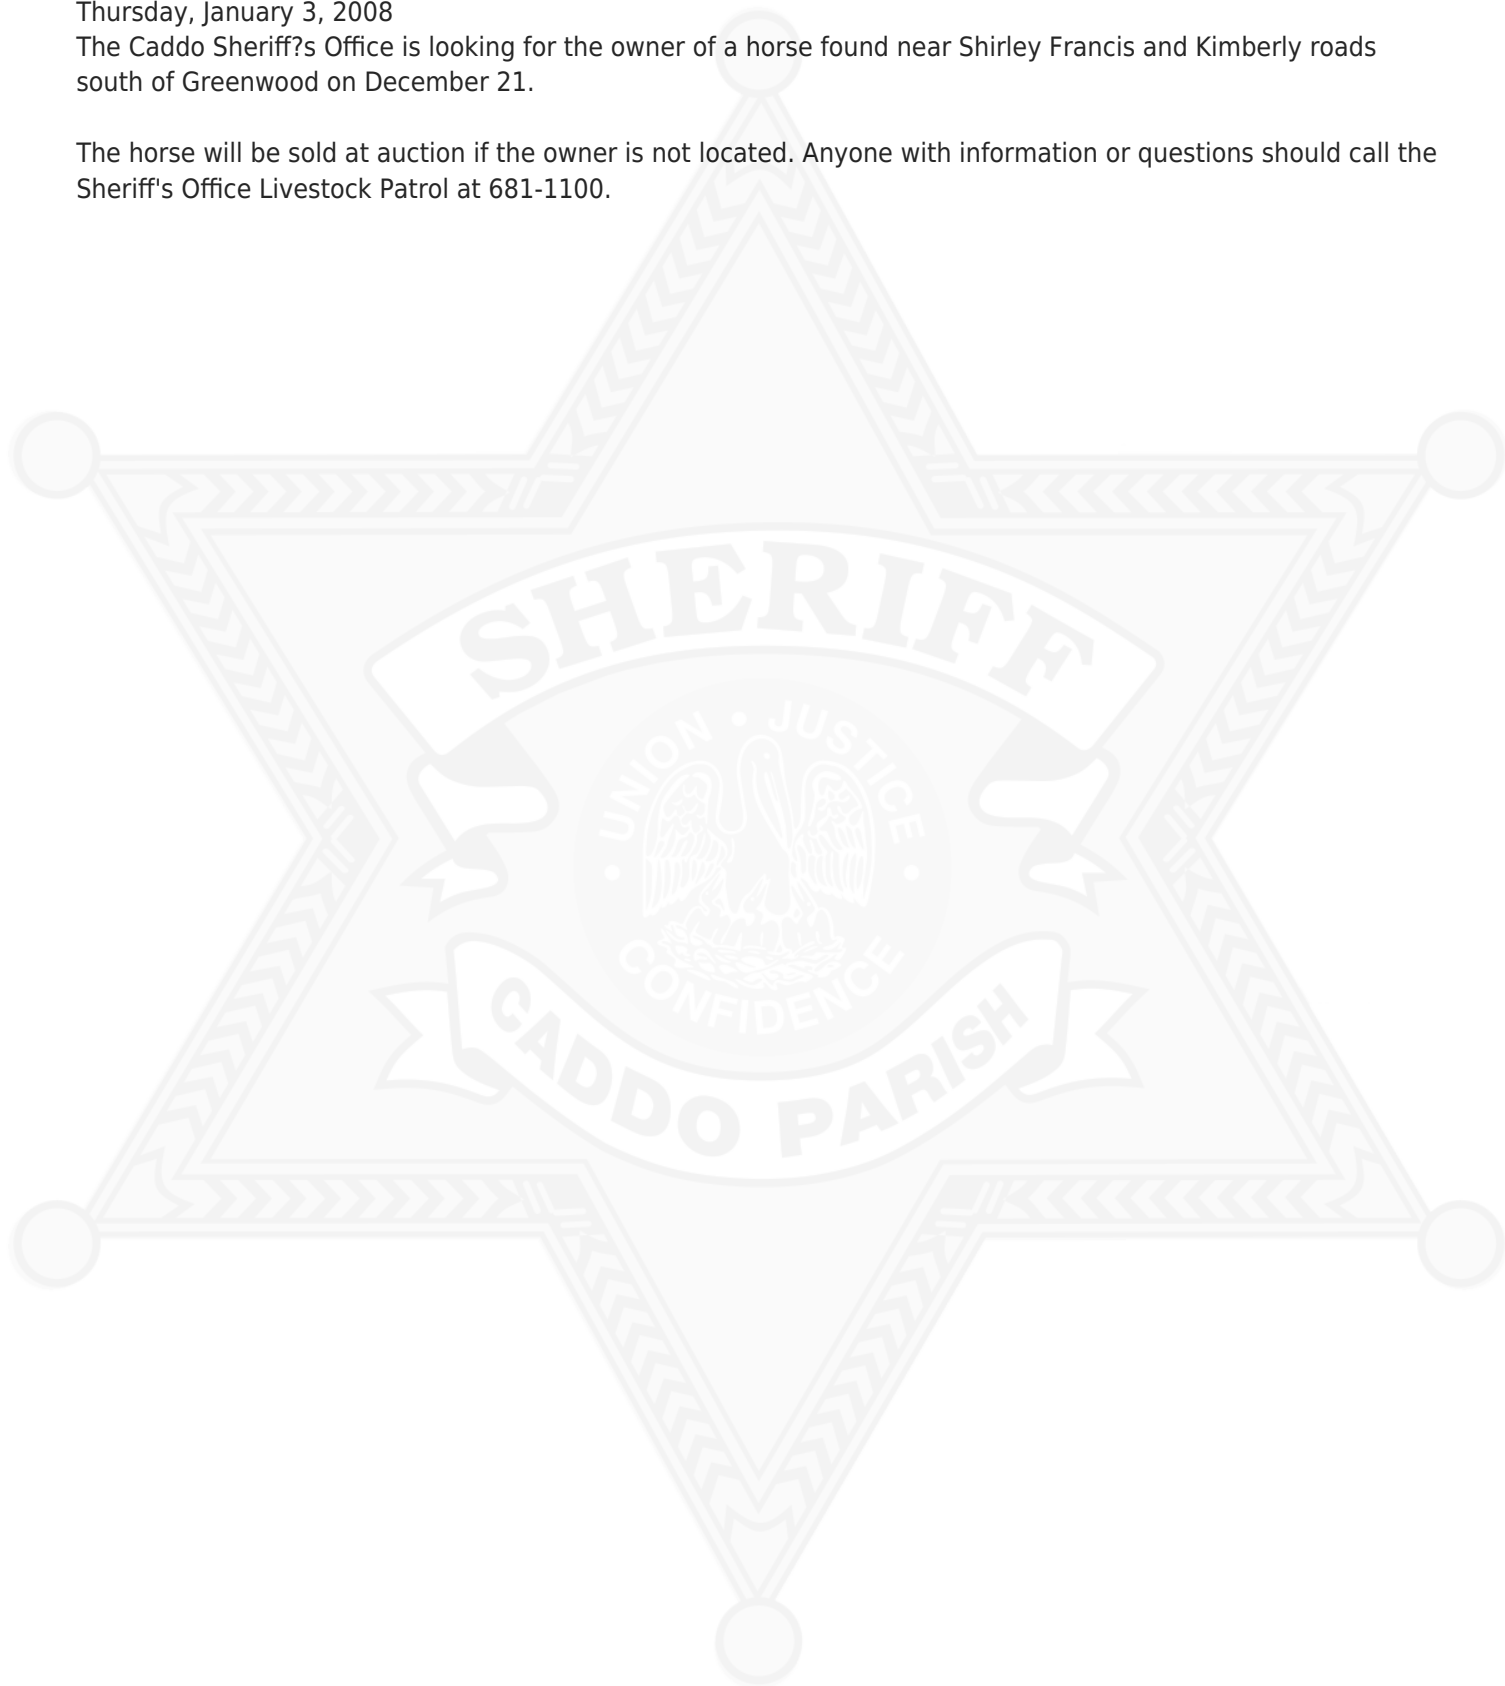 Thursday, January 3, 2008
The Caddo Sheriff?s Office is looking for the owner of a horse found near Shirley Francis and Kimberly roads
south of Greenwood on December 21.
The horse will be sold at auction if the owner is not located. Anyone with information or questions should call the
Sheriff's Office Livestock Patrol at 681-1100.
SHERIFF
UNION • JUSTICE
• CONFIDENCE •
CADDO PARISH